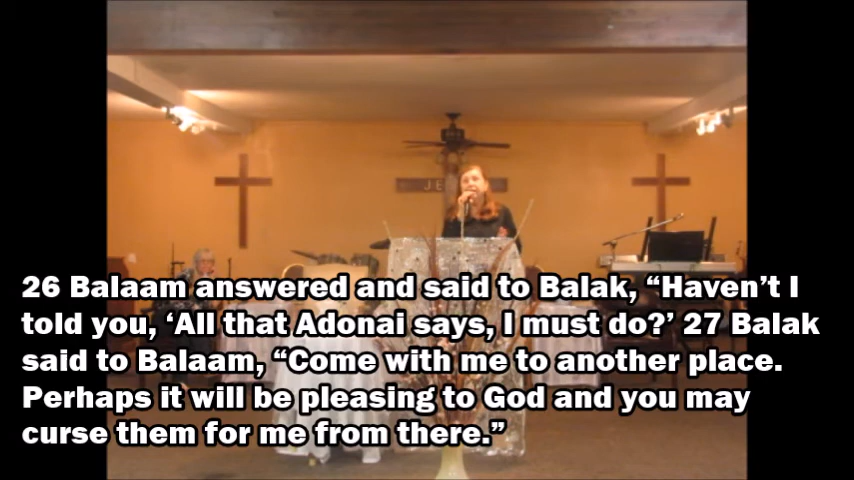 JE
26 Balaam answered and said to Balak, “Haven’t I
told you, ‘All that Adonai says, I must do?’ 27 Balak
said to Balaam, “Come with me to another place.
Perhaps it will be pleasing to God and you may
curse them for me from there.”